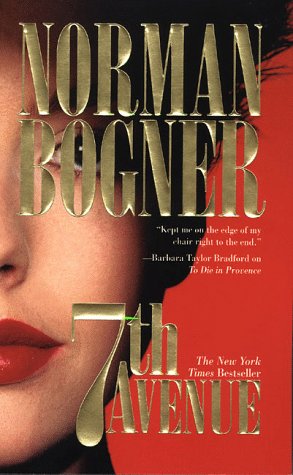 NORMAN
BOGNER
"Kept me on the edge of my
chair right to the end."
—Barbara Taylor Bradford on
To Die in Provence
7th
AVENUE
The New York
Times Bestseller